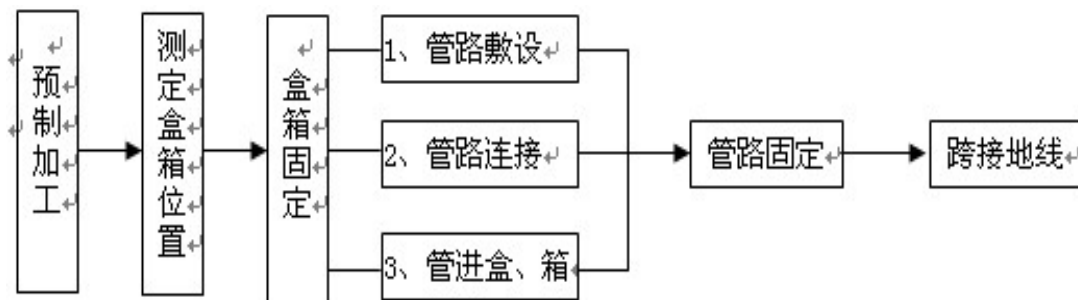 预制加工
测定盒箱位置
盒箱固定
1、管路敷设
2、管路连接
3、管进盒、箱
管路固定
跨接地线